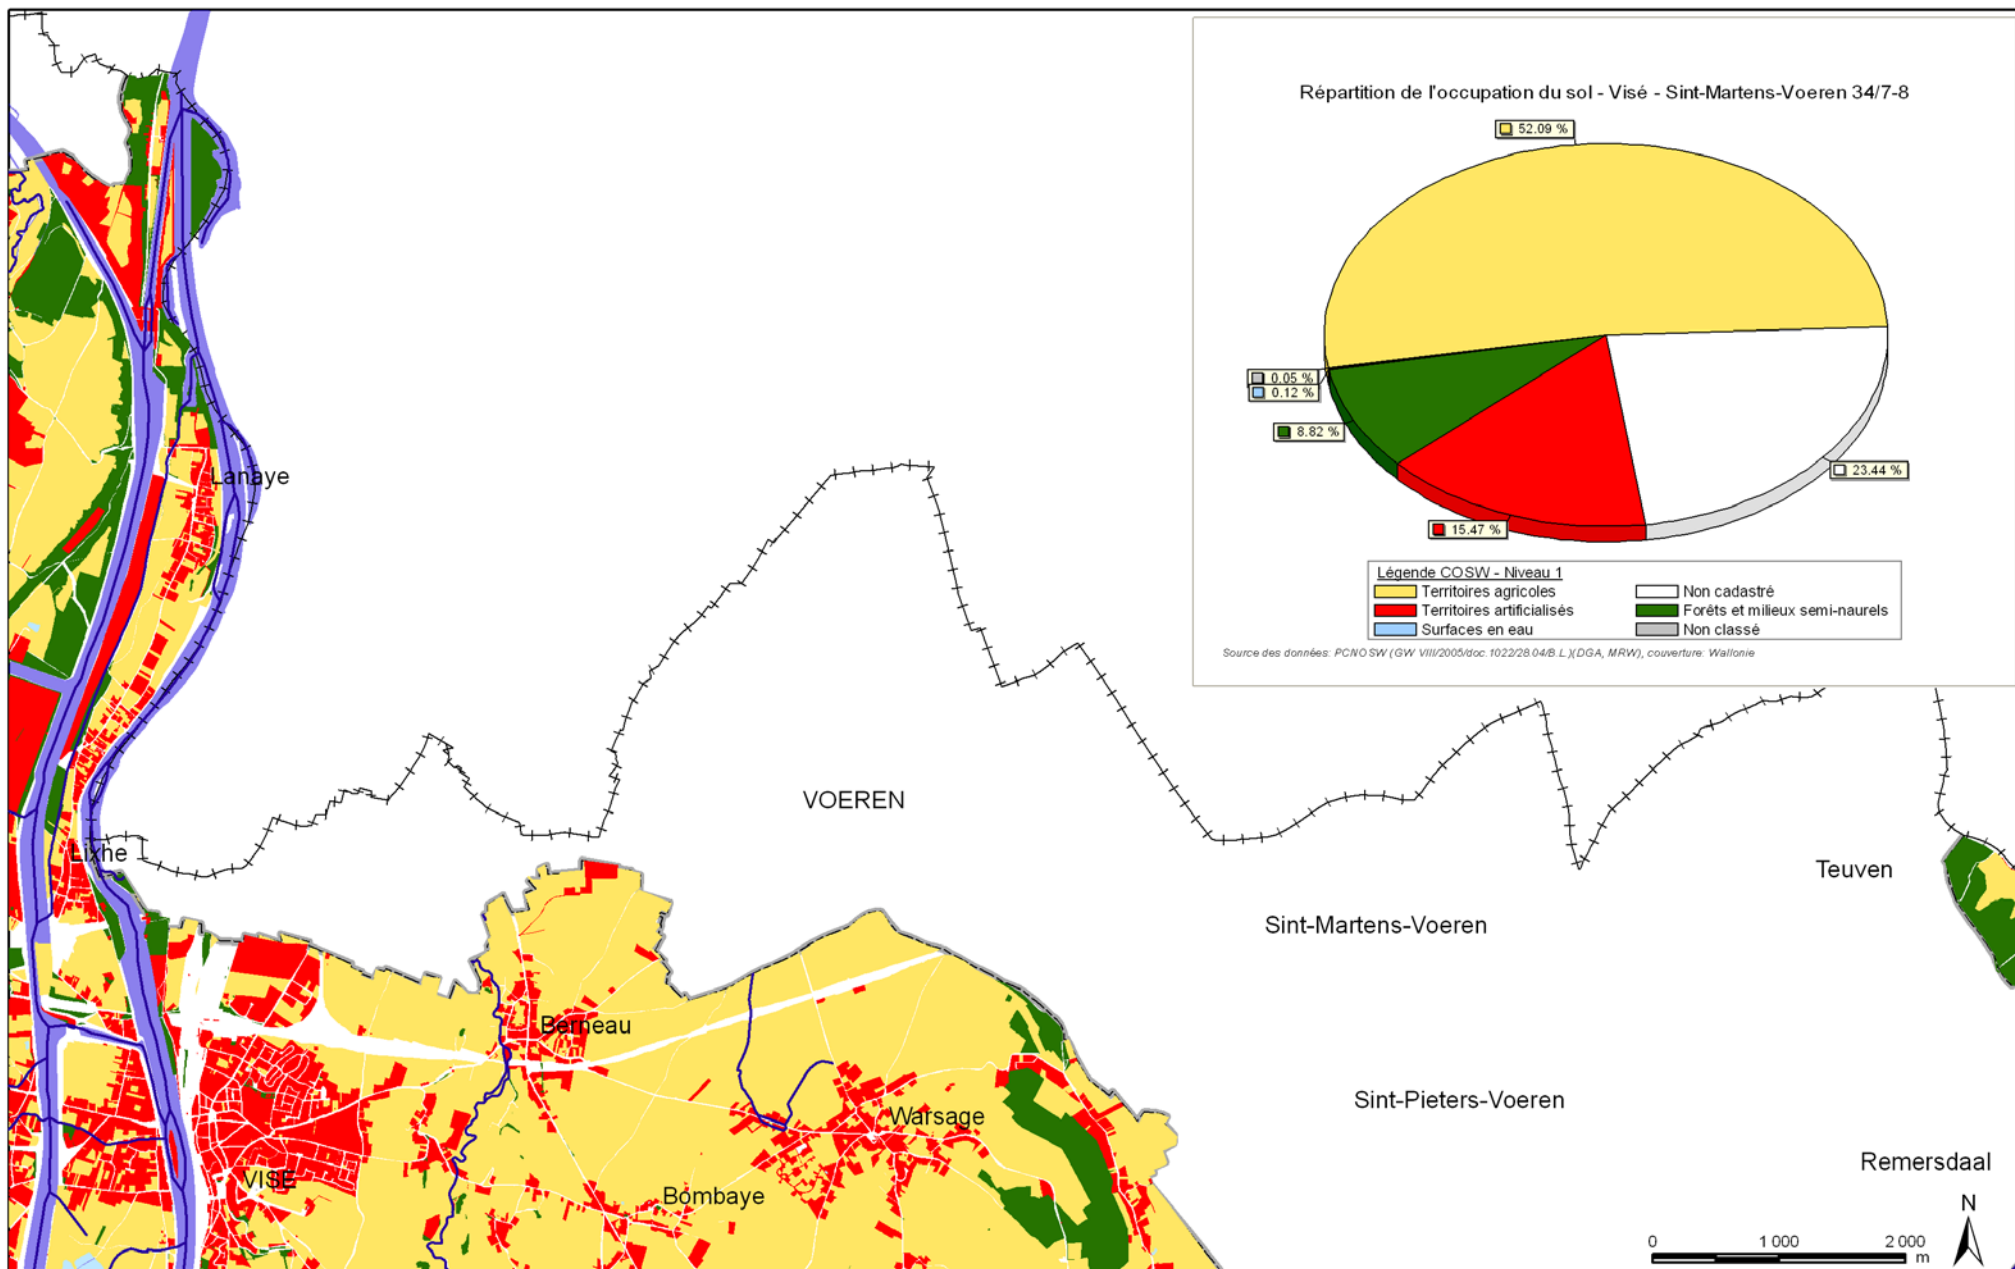 Répartition de l'occupation du sol - Visé - Sint-Martens-Voeren 34/7-8
52.09 %
0.05 %
0.12 %
8.82 %
23.44 %
15.47 %
Légende COSW - Niveau 1
Territoires agricoles
Non cadastré
Territoires artificialisés
Forêts et milieux semi-naurels
Surfaces en eau
Non classé
Source des données: PCNOSW (GW VIII/2005/doc.1022/28.04/B.L.)(DGA, MRW), couverture: Wallonie
Lanaye
VOEREN
Lixhe
Teuven
Sint-Martens-Voeren
Berneau
Sint-Pieters-Voeren
Warsage
Remersdaal
VISE
Bombaye
N
0 1 000 2 000
m